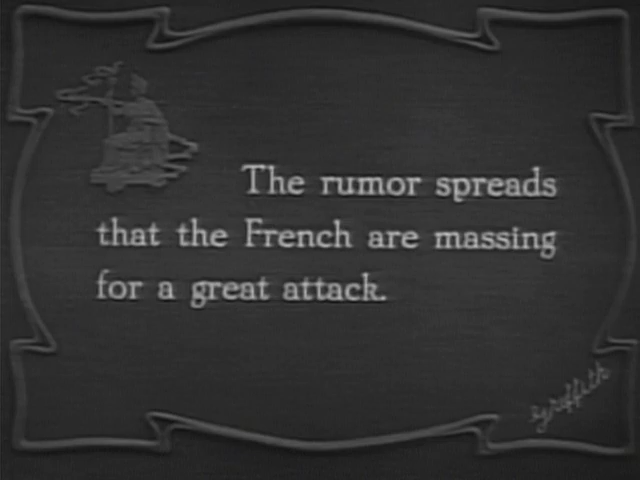 The rumor spreads
that the French are massing
for a great attack.
Griffith